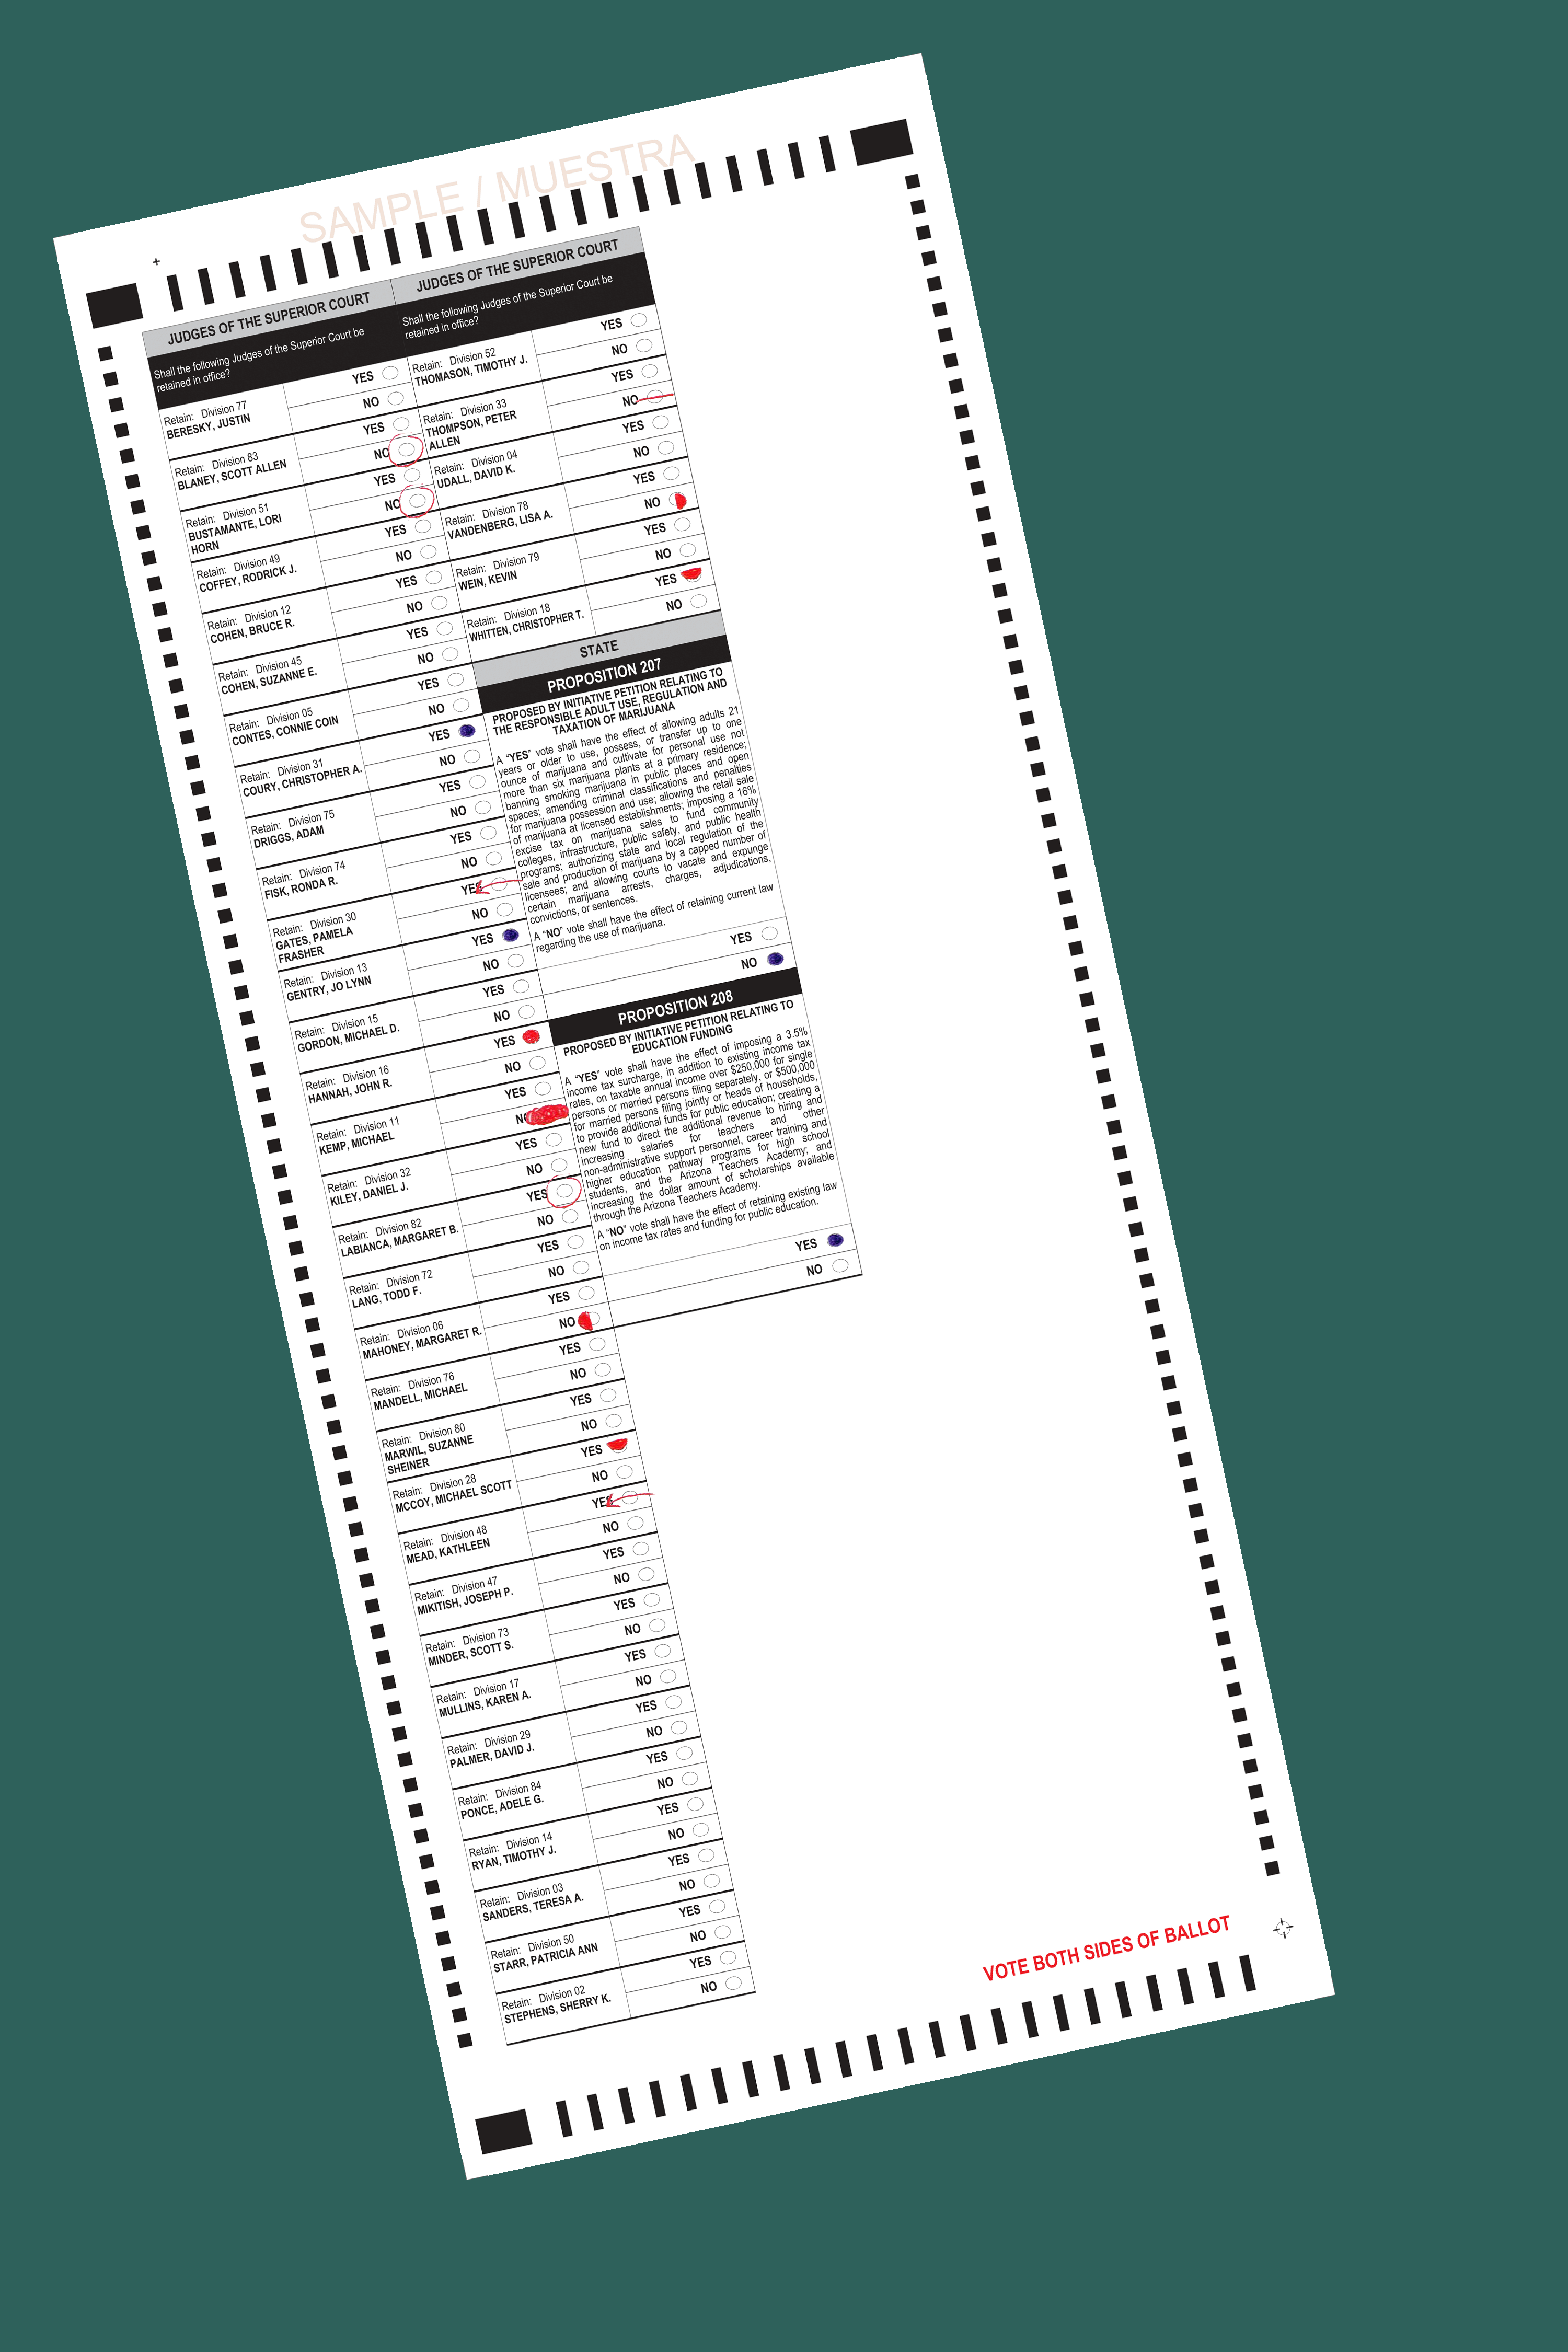 SAMPLE / MUESTRA
JUDGES OF THE SUPERIOR COURT
Shall the following Judges of the Superior Court be
retained in office?
Retain: Division 77
BERESKY, JUSTIN
YES
NO
Retain: Division 83
BLANEY, SCOTT ALLEN
YES
NO
Retain: Division 51
BUSTAMANTE, LORI
HORN
YES
NO
Retain: Division 49
COFFEY, RODRICK J.
YES
NO
Retain: Division 12
COHEN, BRUCE R.
YES
NO
Retain: Division 45
COHEN, SUZANNE E.
YES
NO
Retain: Division 05
CONTES, CONNIE COIN
YES
NO
Retain: Division 31
COURY, CHRISTOPHER A.
YES
NO
Retain: Division 75
DRIGGS, ADAM
YES
NO
Retain: Division 74
FISK, RONDA R.
YES
NO
Retain: Division 30
GATES, PAMELA
FRASHER
YES
NO
Retain: Division 13
GENTRY, JO LYNN
YES
NO
Retain: Division 15
GORDON, MICHAEL D.
YES
NO
Retain: Division 16
HANNAH, JOHN R.
YES
NO
Retain: Division 11
KEMP, MICHAEL
YES
NO
Retain: Division 32
KILEY, DANIEL J.
YES
NO
Retain: Division 82
LABIANCA, MARGARET B.
YES
NO
Retain: Division 72
LANG, TODD F.
YES
NO
Retain: Division 06
MAHONEY, MARGARET R.
YES
NO
Retain: Division 76
MANDELL, MICHAEL
YES
NO
Retain: Division 80
MARWIL, SUZANNE
SHEINER
YES
NO
Retain: Division 28
MCCOY, MICHAEL SCOTT
YES
NO
Retain: Division 48
MEAD, KATHLEEN
YES
NO
Retain: Division 47
MIKITISH, JOSEPH P.
YES
NO
Retain: Division 73
MINDER, SCOTT S.
YES
NO
Retain: Division 17
MULLINS, KAREN A.
YES
NO
Retain: Division 29
PALMER, DAVID J.
YES
NO
Retain: Division 84
PONCE, ADELE G.
YES
NO
Retain: Division 14
RYAN, TIMOTHY J.
YES
NO
Retain: Division 03
SANDERS, TERESA A.
YES
NO
Retain: Division 50
STARR, PATRICIA ANN
YES
NO
Retain: Division 02
STEPHENS, SHERRY K.
YES
NO
JUDGES OF THE SUPERIOR COURT
Shall the following Judges of the Superior Court be
retained in office?
Retain: Division 52
THOMASON, TIMOTHY J.
YES
NO
Retain: Division 33
THOMPSON, PETER
ALLEN
YES
NO
Retain: Division 04
UDALL, DAVID K.
YES
NO
Retain: Division 78
VANDENBERG, LISA A.
YES
NO
Retain: Division 79
WEIN, KEVIN
YES
NO
Retain: Division 18
WHITTEN, CHRISTOPHER T.
YES
NO
STATE
PROPOSITION 207
PROPOSED BY INITIATIVE PETITION RELATING TO
THE RESPONSIBLE ADULT USE, REGULATION AND
TAXATION OF MARIJUANA
A “YES” vote shall have the effect of allowing adults 21
years or older to use, possess, or transfer up to one
ounce of marijuana and cultivate for personal use not
more than six marijuana plants at a primary residence;
banning smoking marijuana in public places and open
spaces; amending criminal classifications and penalties
for marijuana possession and use; allowing the retail sale
of marijuana at licensed establishments; imposing a 16%
excise tax on marijuana sales to fund community
colleges, infrastructure, public safety, and public health
programs; authorizing state and local regulation of the
sale and production of marijuana by a capped number of
licensees; and allowing courts to vacate and expunge
certain marijuana arrests, charges, adjudications,
convictions, or sentences.
A “NO” vote shall have the effect of retaining current law
regarding the use of marijuana.
YES
NO
PROPOSITION 208
PROPOSED BY INITIATIVE PETITION RELATING TO
EDUCATION FUNDING
A “YES” vote shall have the effect of imposing a 3.5%
income tax surcharge, in addition to existing income tax
rates, on taxable annual income over $250,000 for single
persons or married persons filing separately, or $500,000
for married persons filing jointly or heads of households,
to provide additional funds for public education; creating a
new fund to direct the additional revenue to hiring and
increasing salaries for teachers and other
non-administrative support personnel, career training and
higher education pathway programs for high school
students, and the Arizona Teachers Academy; and
increasing the dollar amount of scholarships available
through the Arizona Teachers Academy.
A “NO” vote shall have the effect of retaining existing law
on income tax rates and funding for public education.
YES
NO
VOTE BOTH SIDES OF BALLOT